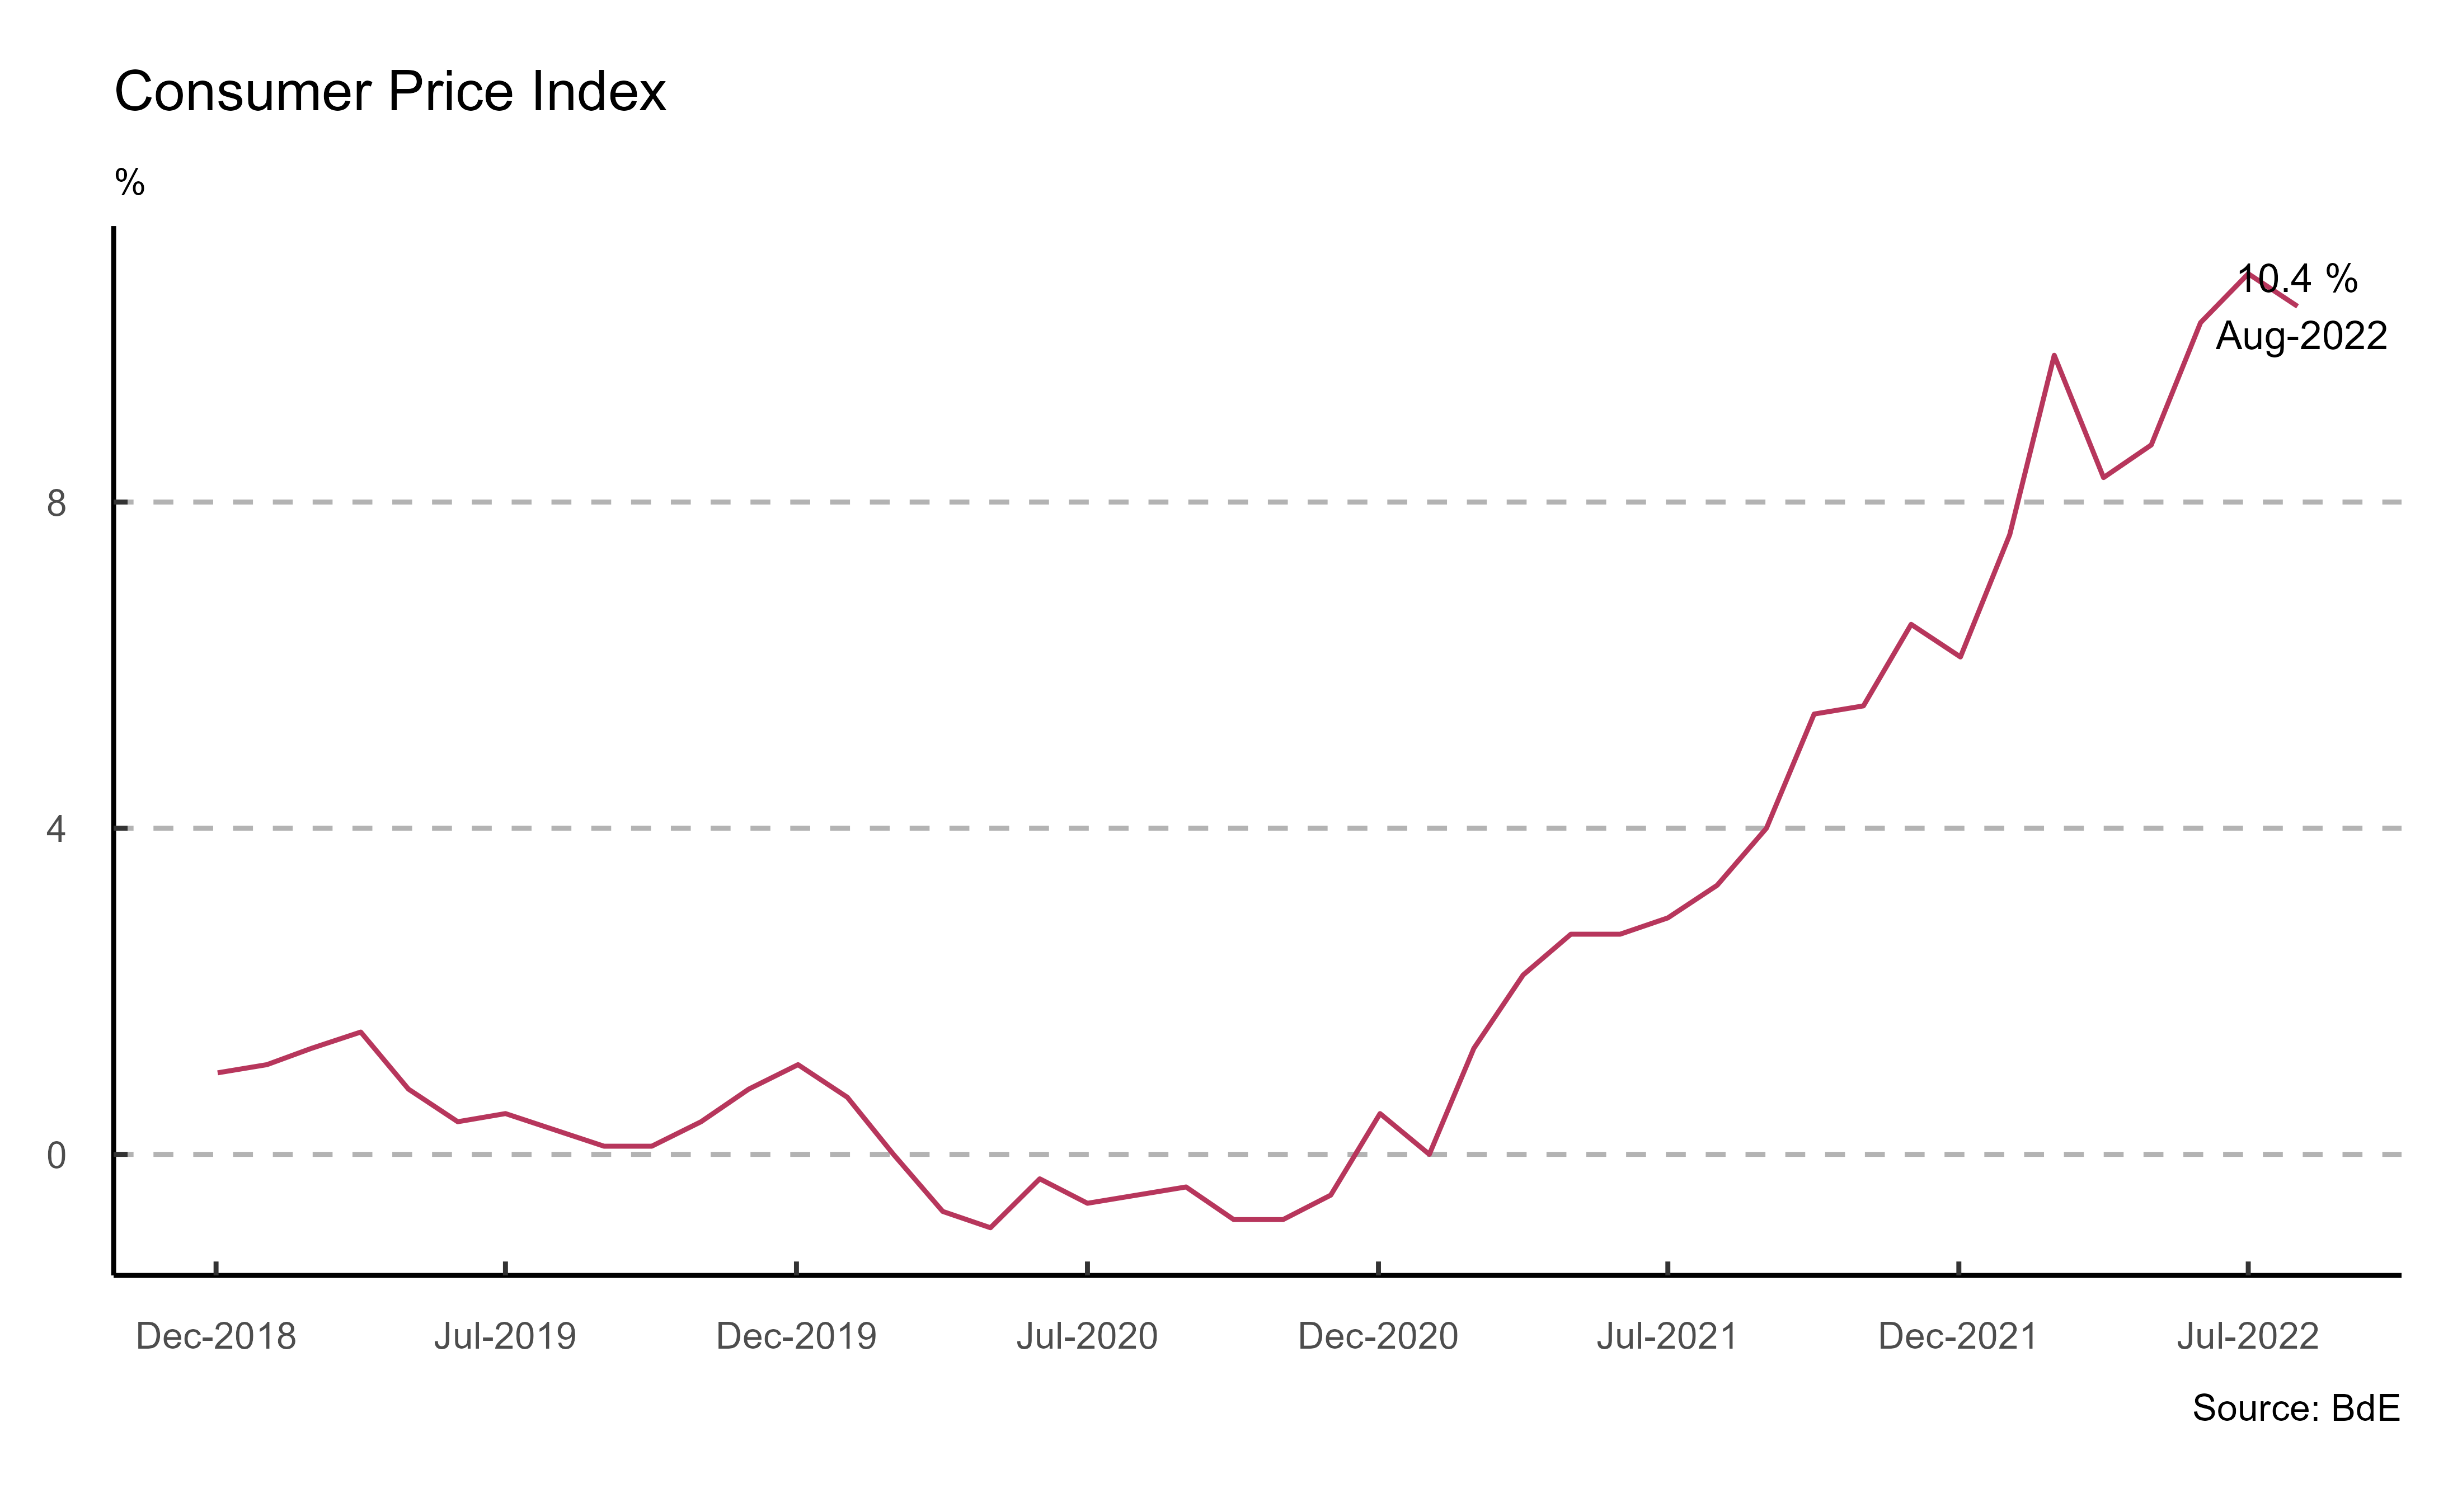 Consumer Price Index
%
10.4 %
Aug-2022
8
4
0
Dec-2018 Jul-2019 Dec-2019 Jul-2020 Dec-2020 Jul-2021 Dec-2021 Jul-2022
Source: BdE